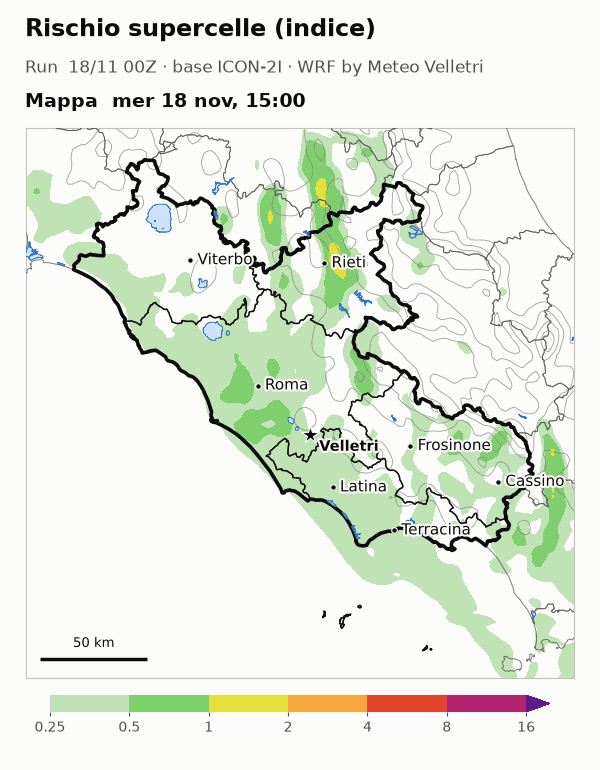 Rischio supercelle (indice)
Run  18/11 00Z · base ICON-2I · WRF by Meteo Velletri
Mappa  mer 18 nov, 15:00
Viterbo
Rieti
Roma
Velletri
Frosinone
Cassino
Latina
Terracina
50 km
0.25 0.5 1 2 4 8 16